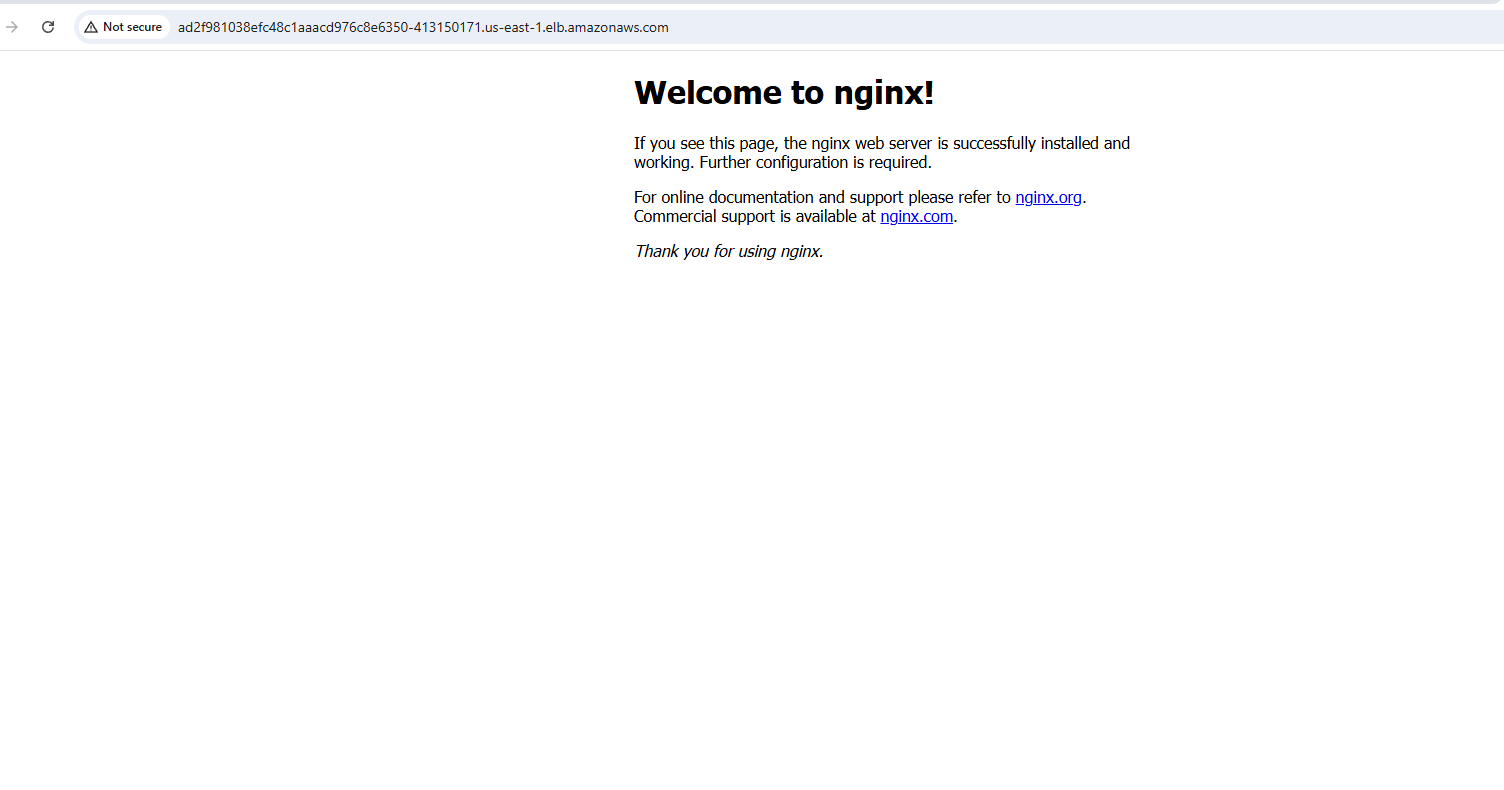 Not secure ad2f981038efc48c1aaacd976c8e6350-413150171.us-east-1.elb.amazonaws.com
Welcome to nginx!
If you see this page, the nginx web server is successfully installed and
working. Further configuration is required.
For online documentation and support please refer to nginx.org.
Commercial support is available at nginx.com.
Thank you for using nginx.